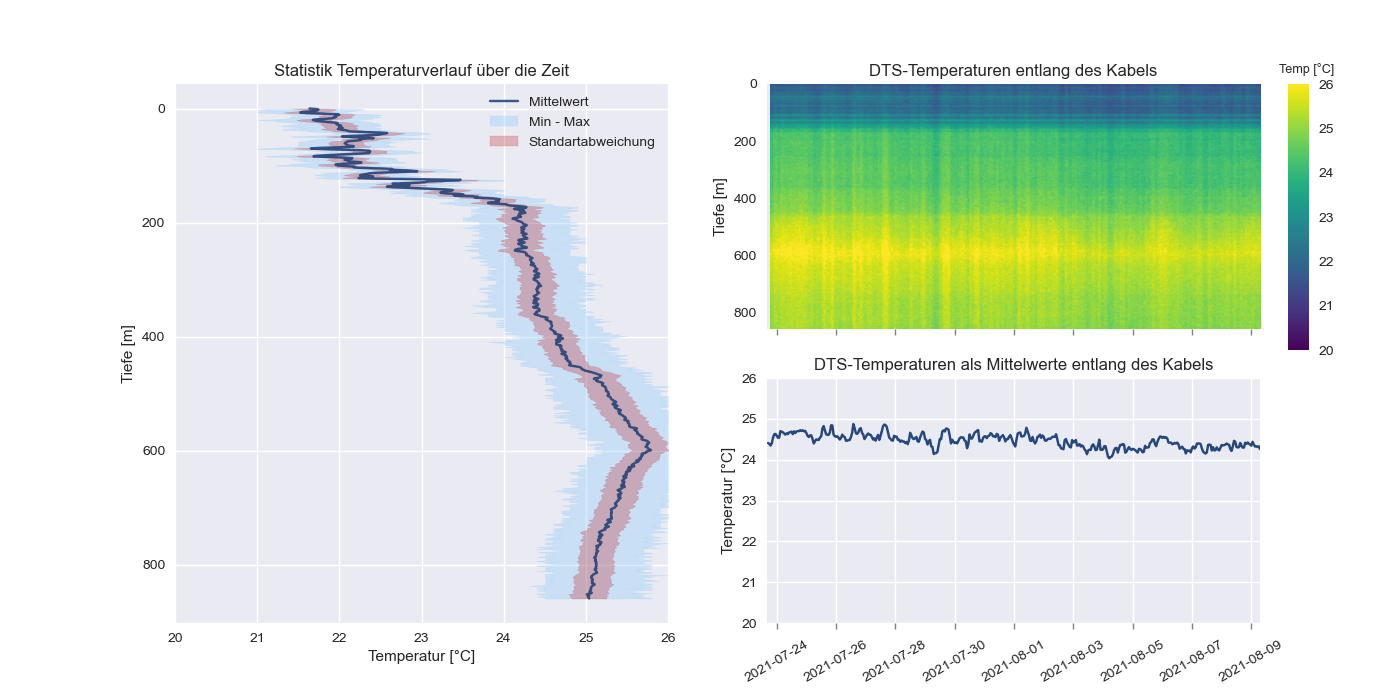 Statistik Temperaturverlauf über die Zeit
Mittelwert
Min - Max
Standartabweichung
0
200
400
600
800
Tiefe [m]
20 21 22 23 24 25 26
Temperatur [°C]
DTS-Temperaturen entlang des Kabels
0
200
400
600
800
Tiefe [m]
Temp [°C]
26
25
24
23
22
21
20
DTS-Temperaturen als Mittelwerte entlang des Kabels
26
25
24
23
22
21
20
Temperatur [°C]
2021-07-24 2021-07-26 2021-07-28 2021-07-30 2021-08-01 2021-08-03 2021-08-05 2021-08-07 2021-08-09